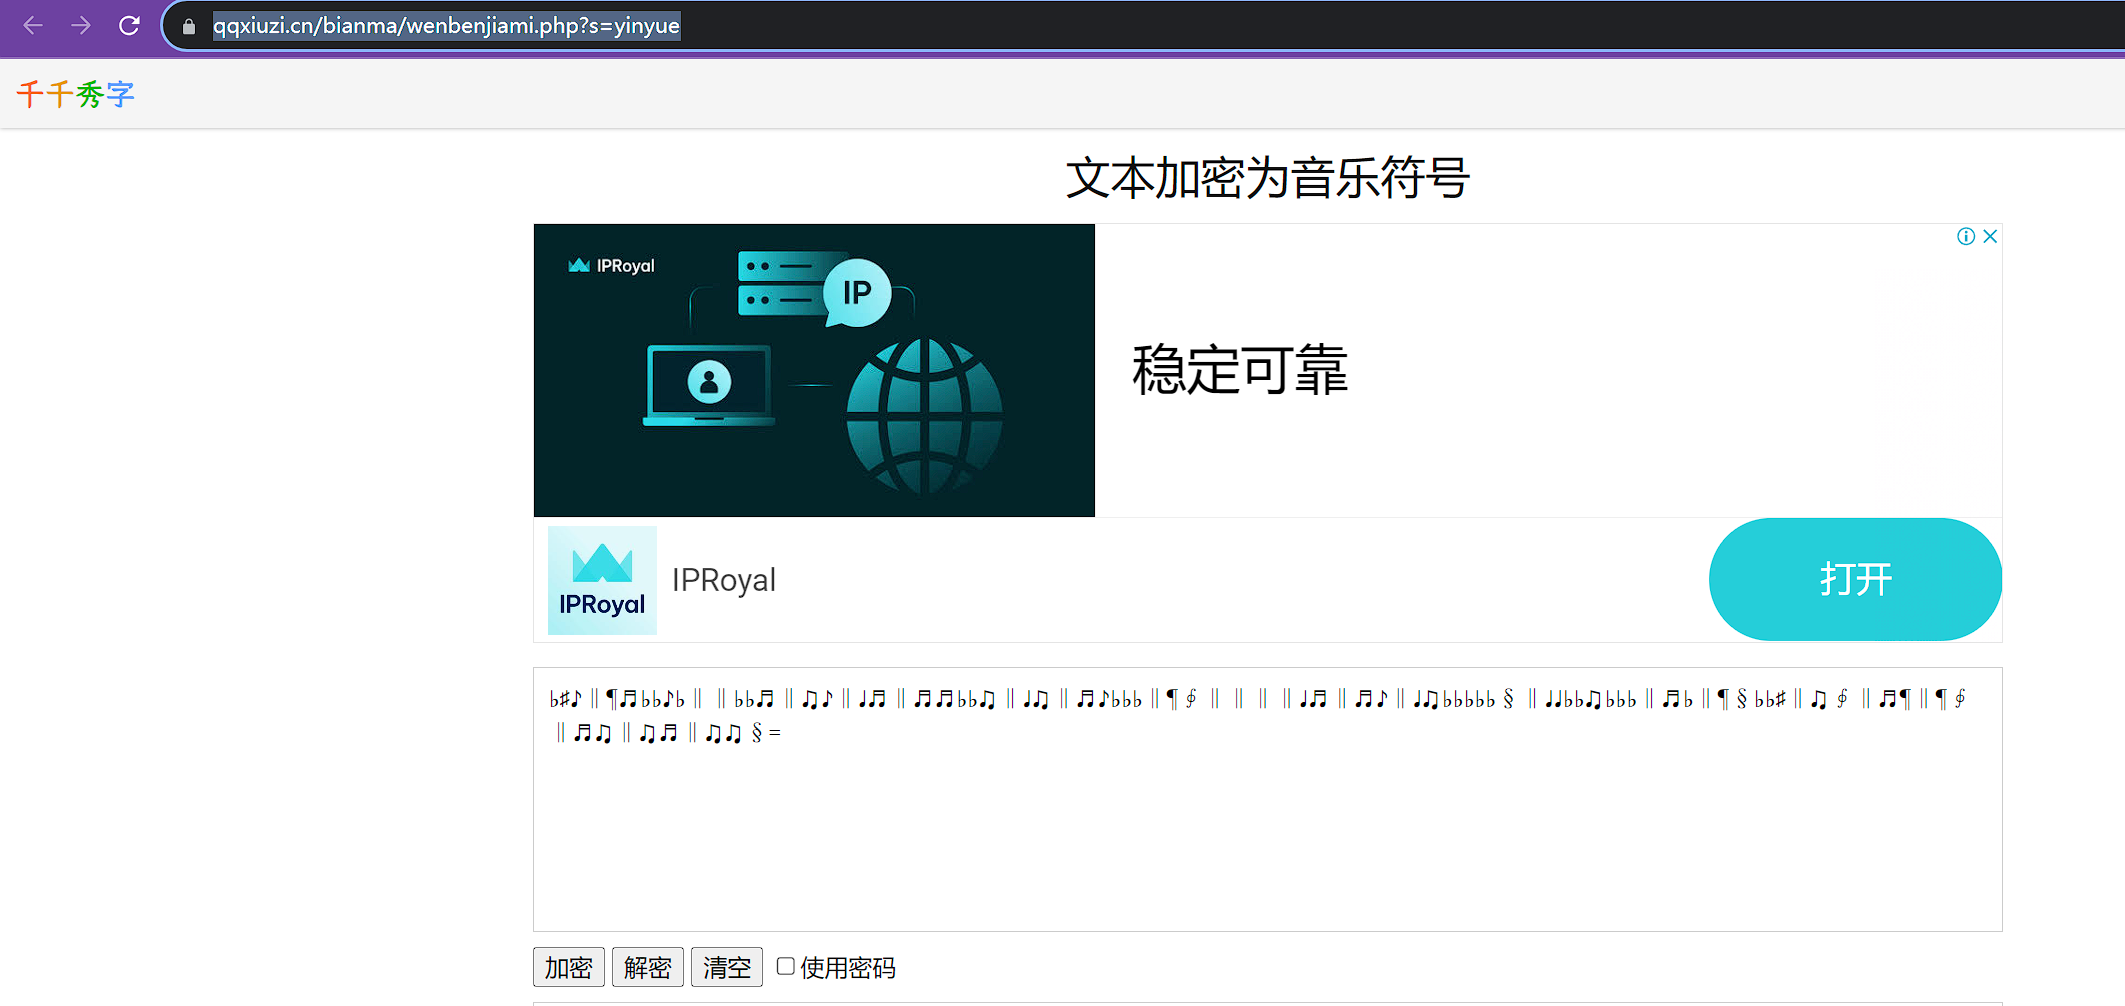 qqxiuzi.cn/bianma/wenbenjiami.php?s=yinyue
千千秀字
文本加密为音乐符号
IPRoyal
IP
稳定可靠
IPRoyal
IPRoyal
打开
♭♯♪‖¶♬♭♭♪♭‖‖♭♭♬‖♫♪‖♩♬‖♬♬♭♭♫‖♩♫‖♬♪♭♭♭‖¶∮‖‖‖‖♩♬‖♬♪‖♩♫♭♭♭♭♭§‖♩♩♭♭♫♭♭♭‖♬♭‖¶§♭♭♯‖♫∮‖♬¶‖¶∮
‖♬♫‖♫♬‖♫♫§=
加密 解密 清空 使用密码